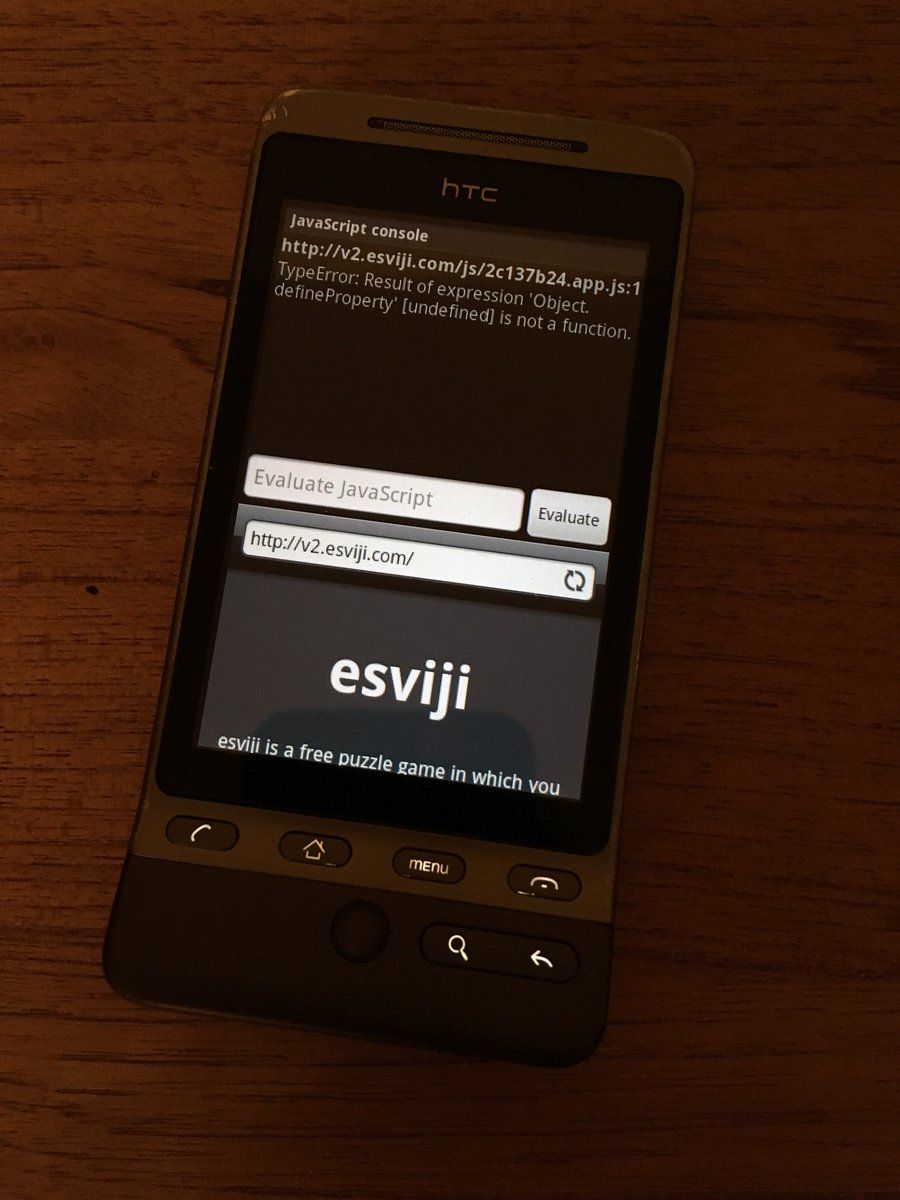 hTC
JavaScript console
http://v2.esviji.com/js/2c137b24.app.js:1
TypeError: Result of expression 'Object.
defineProperty' [undefined] is not a function.
Evaluate JavaScript
Evaluate
http://v2.esviji.com/
esviji
esviji is a free puzzle game in which you
mEnu